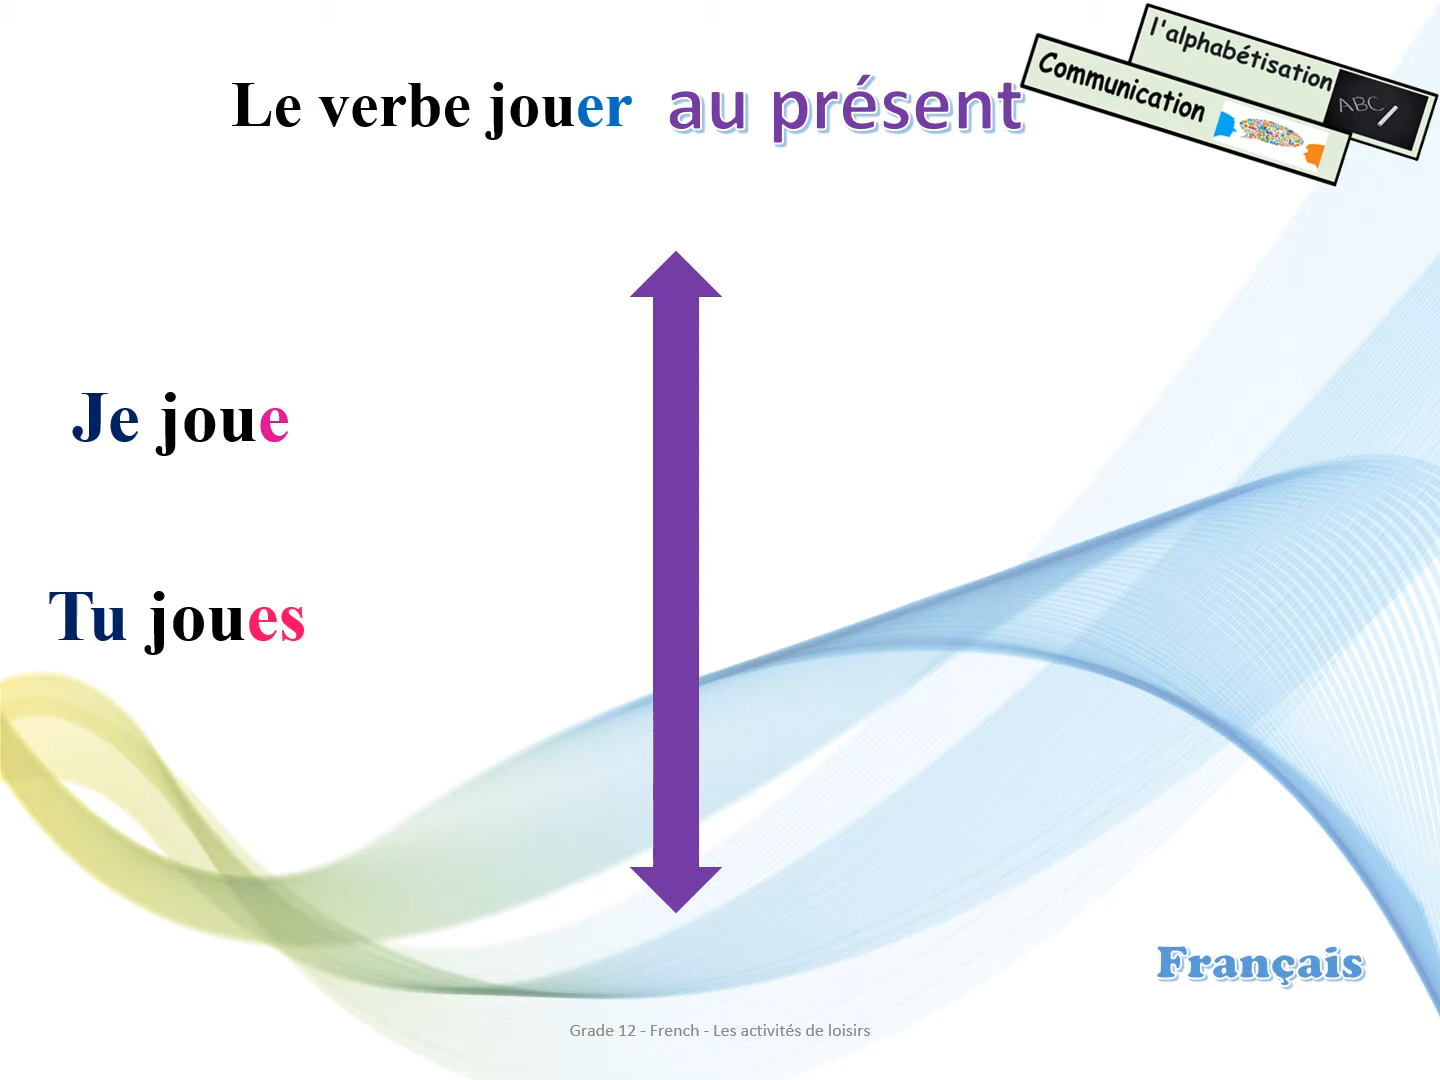 Le verbe jouer au présent
l'alphabétisation
ABC
Communication
Je joue
Tu joues
Français
Grade 12 - French - Les activités de loisirs